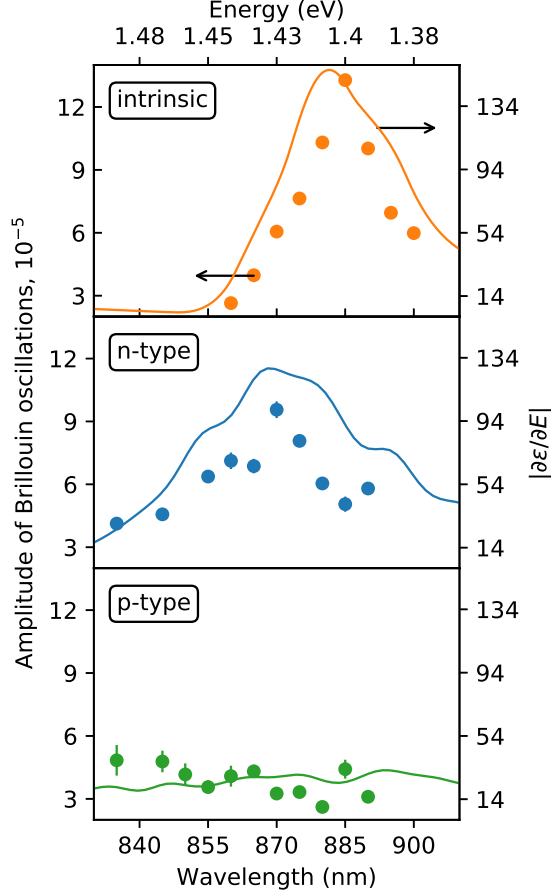 Energy (eV)
1.48 1.45 1.43 1.4 1.38
intrinsic
12 9 6 3
134 94 54 14
n-type
12 9 6 3
134 94 54 14
p-type
12 9 6 3
134 94 54 14
Amplitude of Brillouin oscillations, 10⁻⁵
|∂ε/∂E|
840 855 870 885 900
Wavelength (nm)